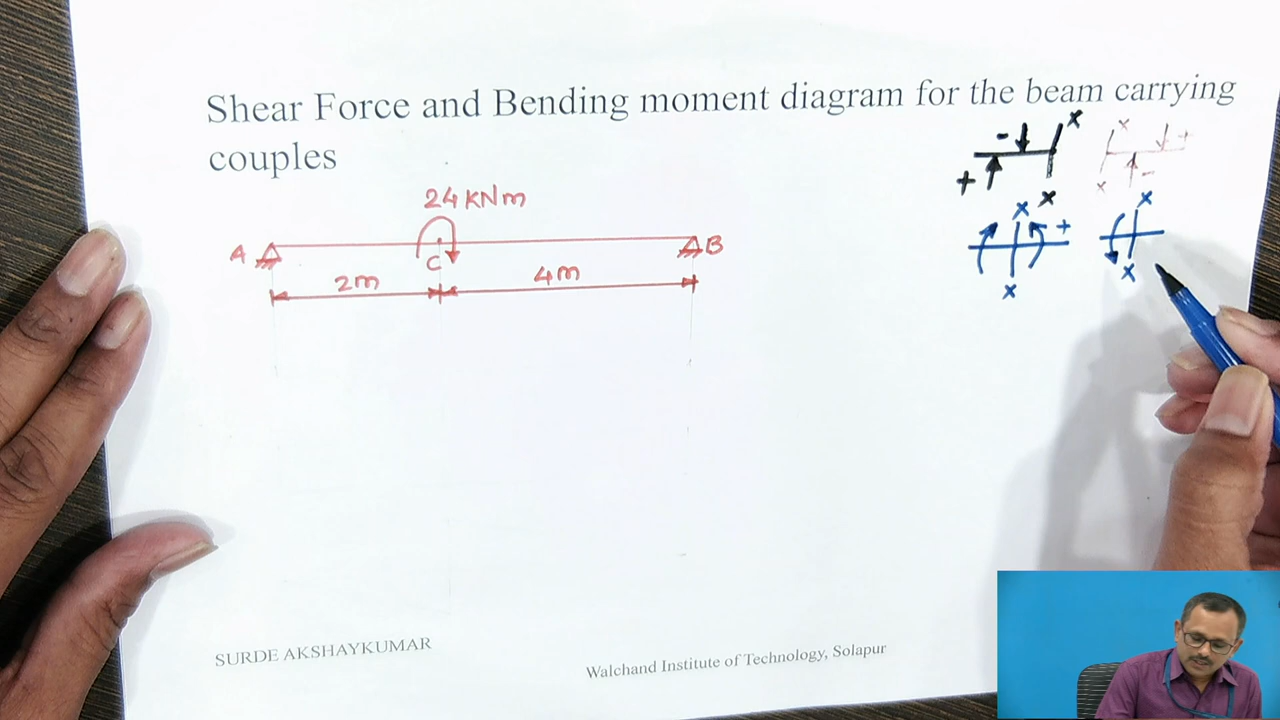 Shear Force and Bending moment diagram for the beam carrying
couples
- x
+ x
x +
x -
x +
x
x
x
24 KNm
A C B
2m 4m
SURDE AKSHAYKUMAR
Walchand Institute of Technology, Solapur